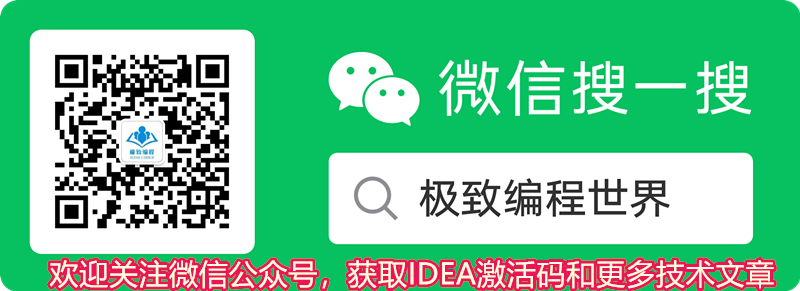 微信搜一搜
极致编程
极致编程世界
欢迎关注微信公众号，获取IDEA激活码和更多技术文章